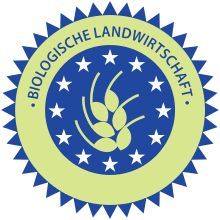 · BIOLOGISCHE LANDWIRTSCHAFT ·